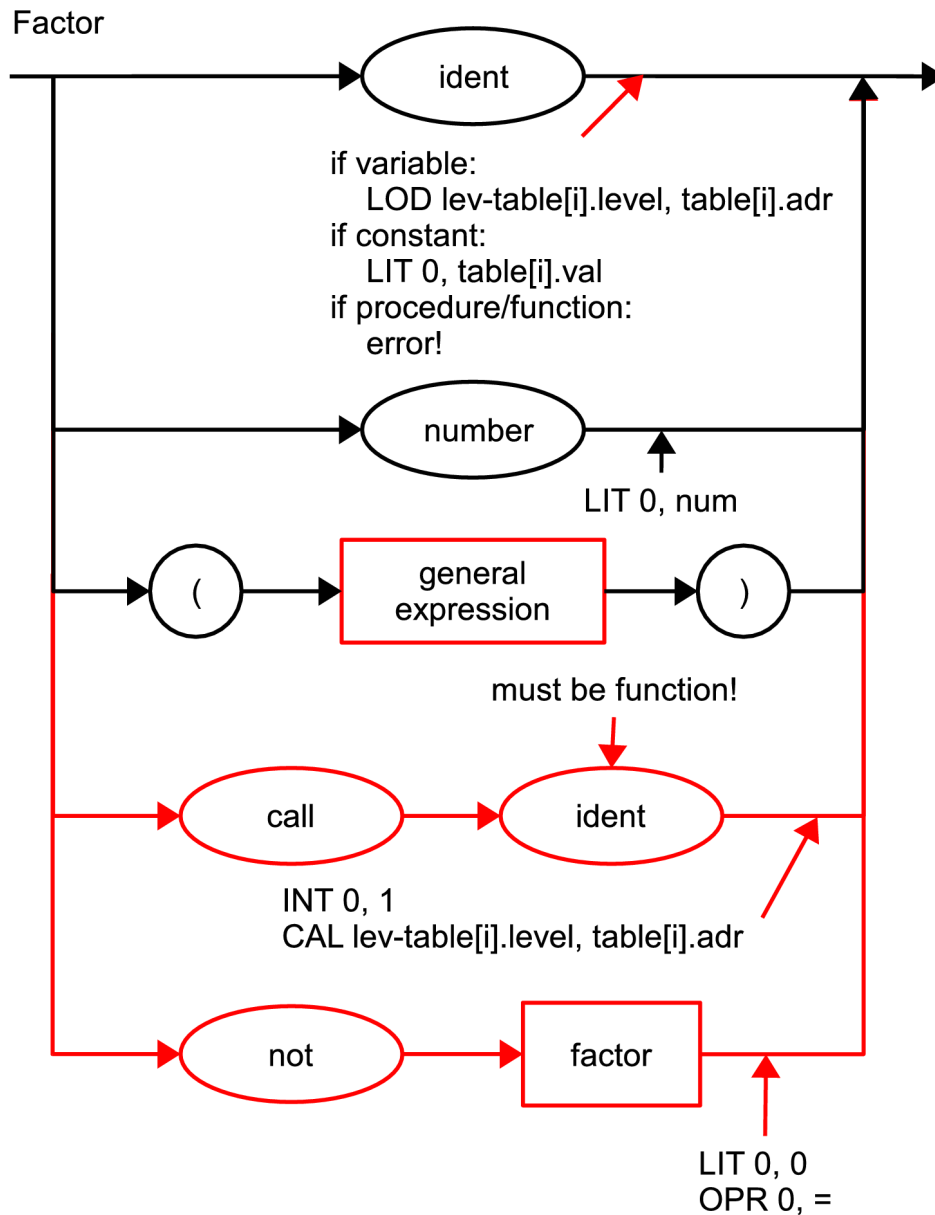 Factor
ident
if variable:
LOD lev-table[i].level, table[i].adr
if constant:
LIT 0, table[i].val
if procedure/function:
error!
number
LIT 0, num
(
general
expression
)
must be function!
call
ident
INT 0, 1
CAL lev-table[i].level, table[i].adr
not
factor
LIT 0, 0
OPR 0, =